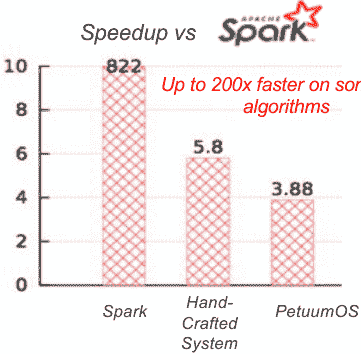 Speedup vs APACHE Spark™
10
8
6
4
2
0
822
5.8
3.88
Up to 200x faster on sor
algorithms
Spark
Hand-
Crafted
System
PetuumOS